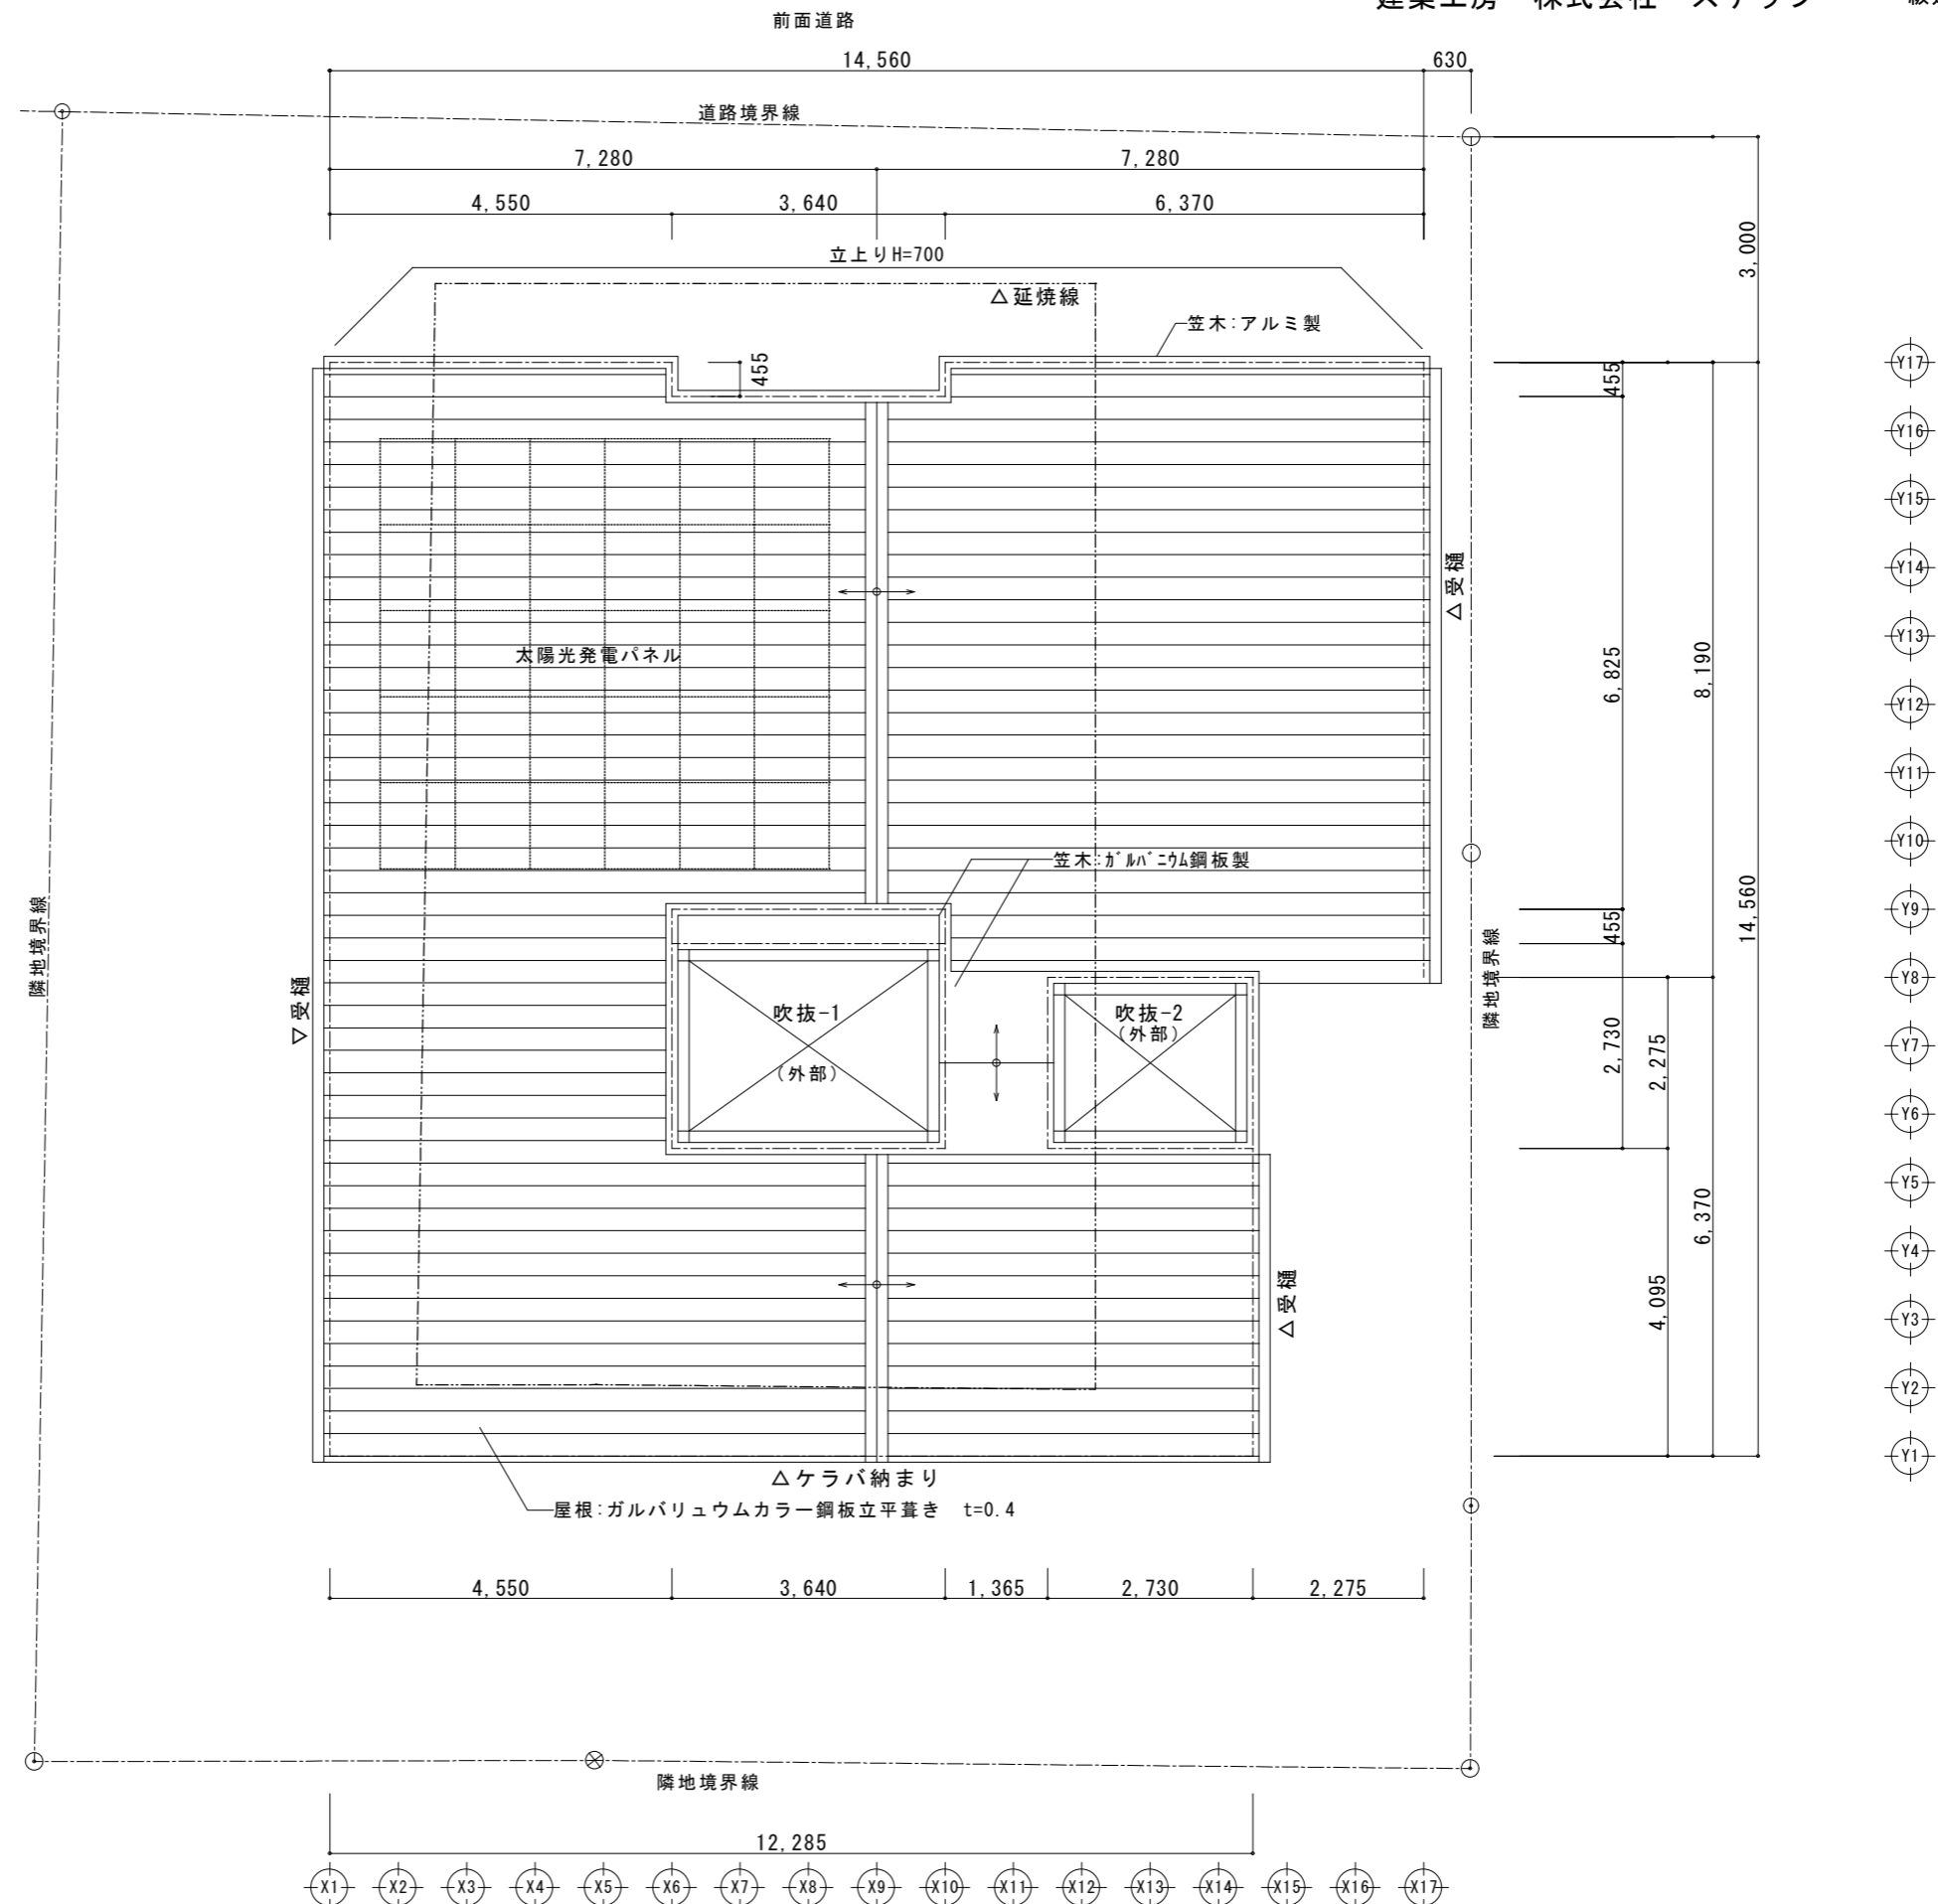 建築工房 株式会社 ステップ
前面道路
14,560
630
道路境界線
7,280
7,280
4,550
3,640
6,370
立上りH=700
△延焼線
笠木:アルミ製
3,000
455
455
Y17
Y16
Y15
Y14
△受樋
太陽光発電パネル
Y13
6,825
8,190
Y12
Y11
Y10
笠木:ガルバニウム鋼板製
14,560
455
Y9
隣地境界線
隣地境界線
▽受樋
Y8
吹抜-1
(外部)
吹抜-2
(外部)
2,730
2,275
Y7
Y6
Y5
6,370
Y4
4,095
△受樋
Y3
Y2
Y1
△ケラバ納まり
屋根:ガルバリュウムカラー鋼板立平葺き t=0.4
4,550
3,640
1,365
2,730
2,275
隣地境界線
12,285
X1
X2
X3
X4
X5
X6
X7
X8
X9
X10
X11
X12
X13
X14
X15
X16
X17